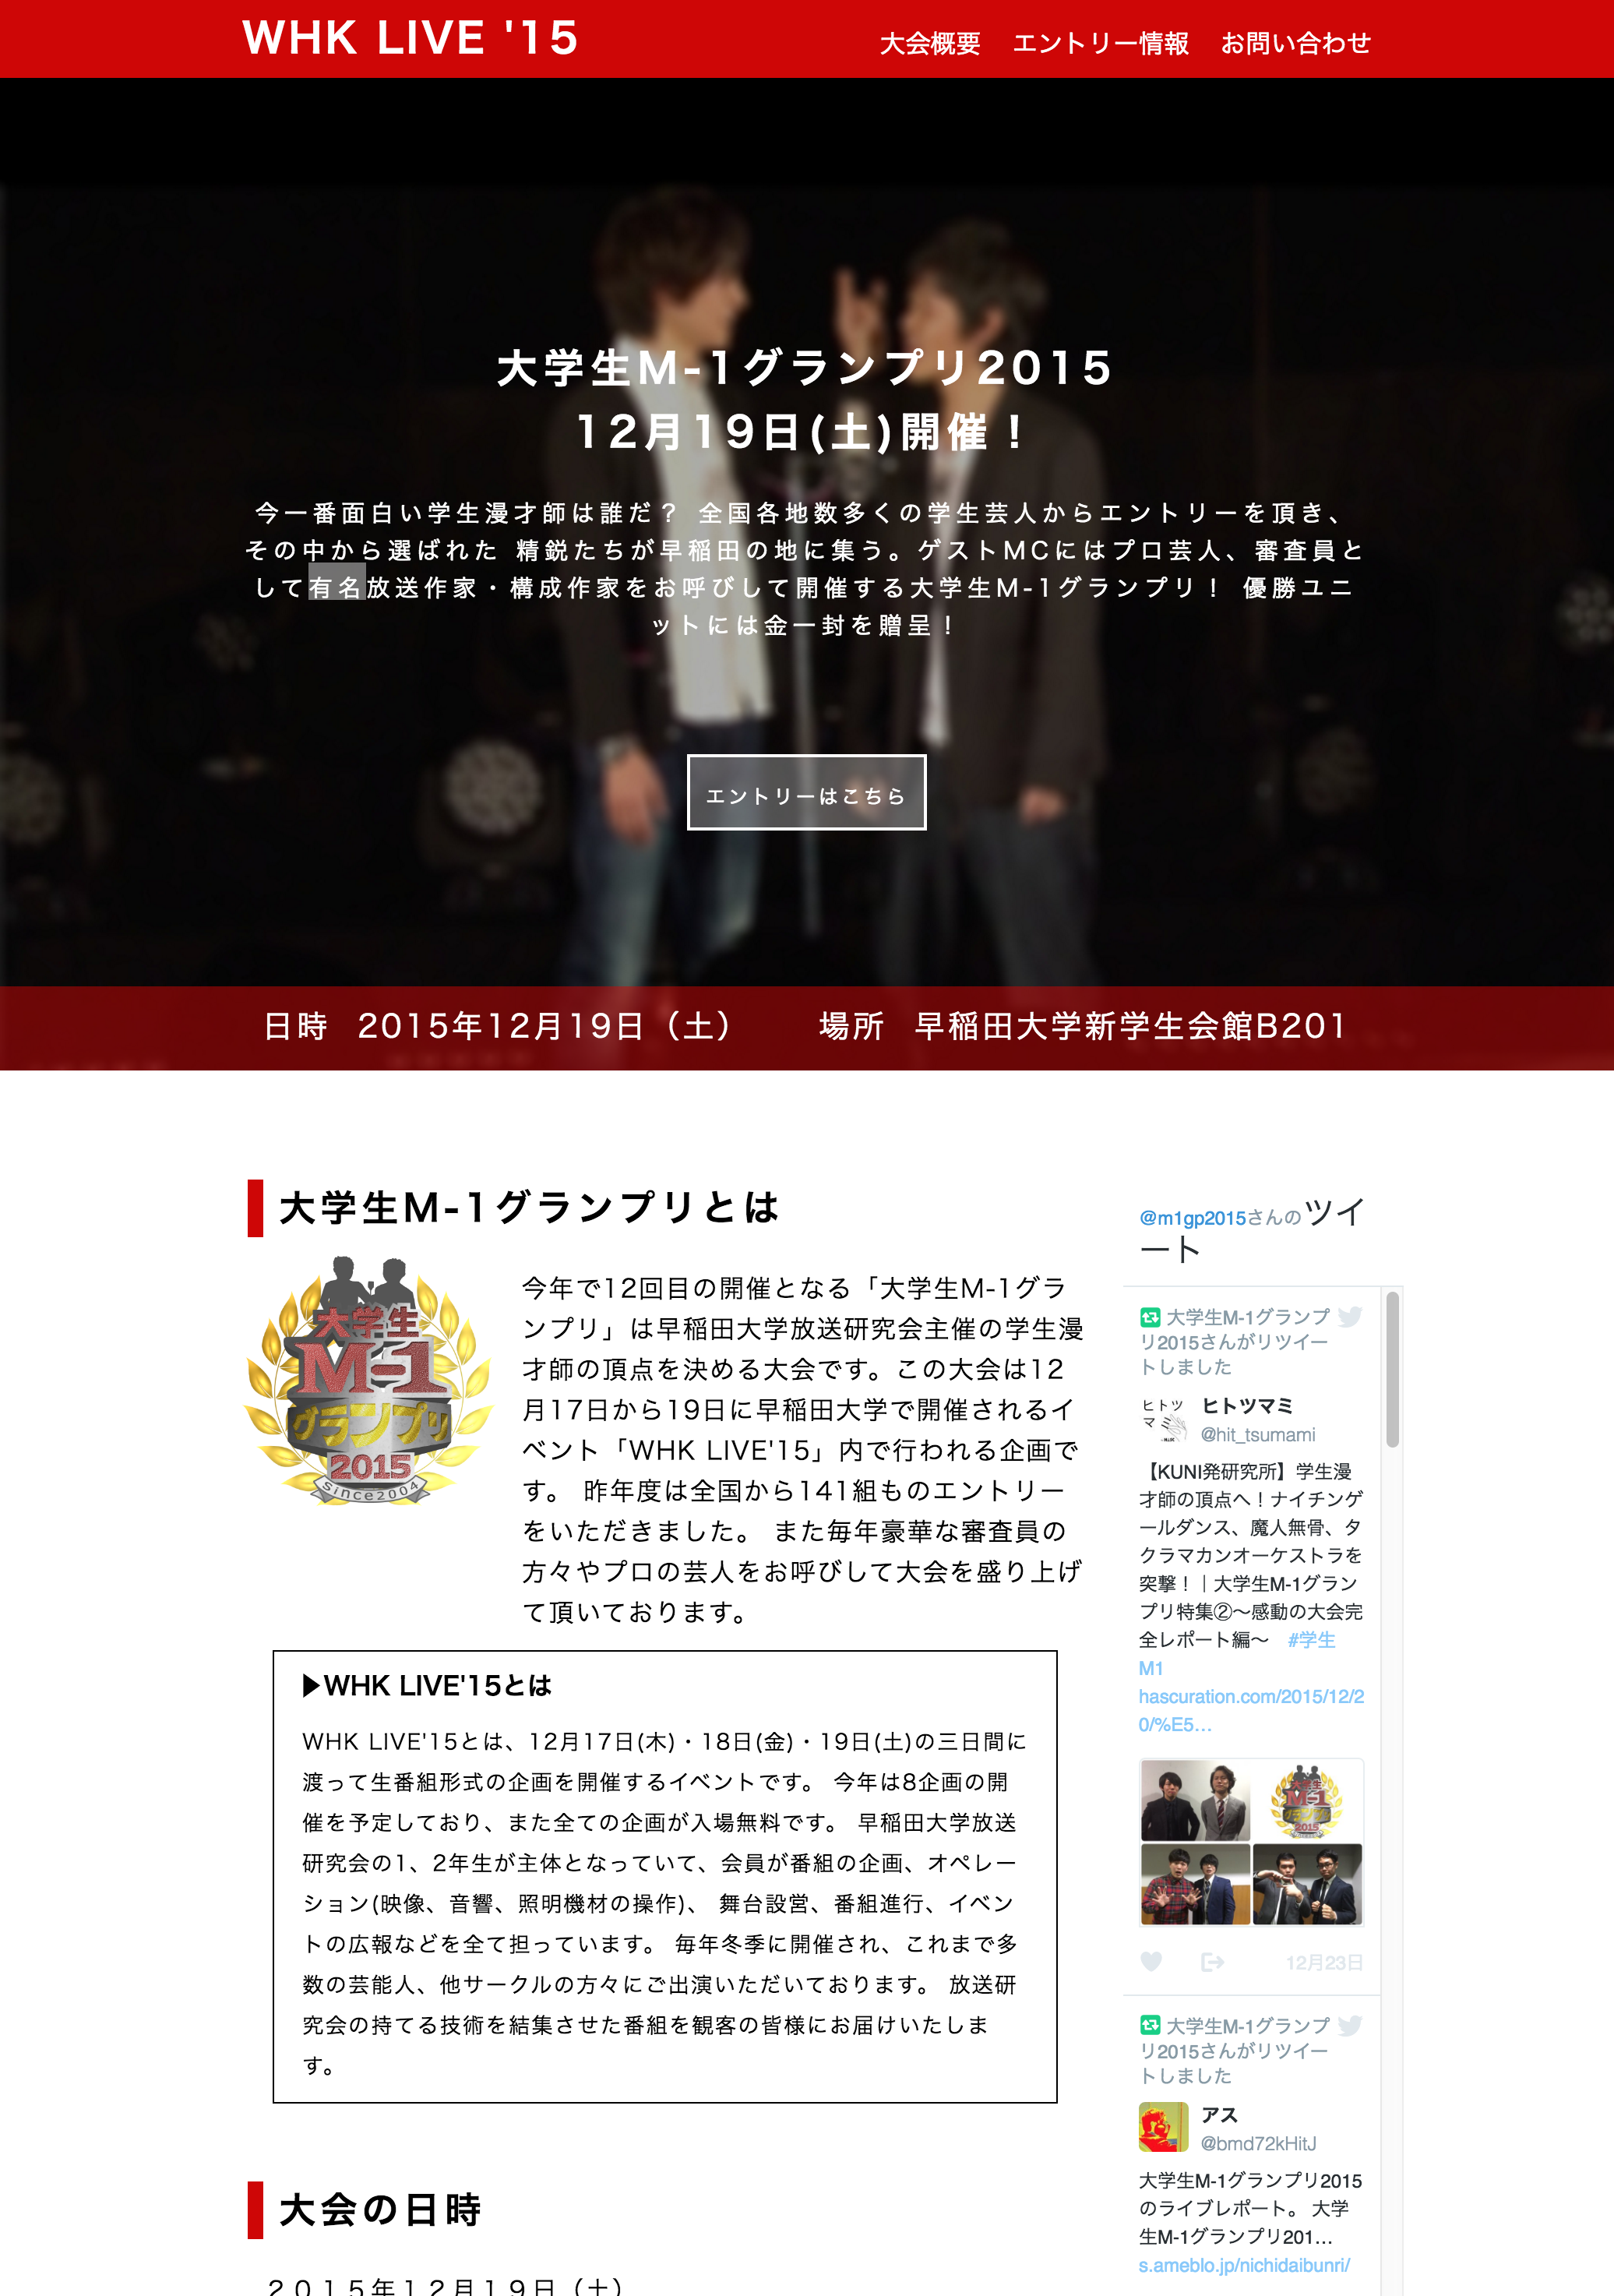 WHK LIVE '15
大会概要 エントリー情報 お問い合わせ
大学生M-1グランプリ2015
12月19日(土)開催！
今一番面白い学生漫才師は誰だ？ 全国各地数多くの学生芸人からエントリーを頂き、
その中から選ばれた 精鋭たちが早稲田の地に集う。ゲストMCにはプロ芸人、審査員と
して有名放送作家・構成作家をお呼びして開催する大学生M-1グランプリ！ 優勝ユニ
ットには金一封を贈呈！
エントリーはこちら
日時 2015年12月19日（土） 場所 早稲田大学新学生会館B201
大学生M-1グランプリとは
大学生
M-1
グランプリ
2015
since2004
今年で12回目の開催となる「大学生M-1グラ
ンプリ」は早稲田大学放送研究会主催の学生漫
才師の頂点を決める大会です。この大会は12
月17日から19日に早稲田大学で開催されるイ
ベント「WHK LIVE'15」内で行われる企画で
す。 昨年度は全国から141組ものエントリー
をいただきました。 また毎年豪華な審査員の
方々やプロの芸人をお呼びして大会を盛り上げ
て頂いております。
▶WHK LIVE'15とは
WHK LIVE'15とは、12月17日(木)・18日(金)・19日(土)の三日間に
渡って生番組形式の企画を開催するイベントです。 今年は8企画の開
催を予定しており、また全ての企画が入場無料です。 早稲田大学放送
研究会の1、2年生が主体となっていて、会員が番組の企画、オペレー
ション(映像、音響、照明機材の操作)、 舞台設営、番組進行、イベン
トの広報などを全て担っています。 毎年冬季に開催され、これまで多
数の芸能人、他サークルの方々にご出演いただいております。 放送研
究会の持てる技術を結集させた番組を観客の皆様にお届けいたしま
す。
大会の日時
２０１５年１２月１９日（土）
@m1gp2015さんのツイ
ート
大学生M-1グランプ
リ2015さんがリツイー
トしました
ヒトツ
マミ
ヒトツマミ
@hit_tsumami
【KUNI発研究所】学生漫
才師の頂点へ！ナイチンゲ
ールダンス、魔人無骨、タ
クラマカンオーケストラを
突撃！｜大学生M-1グラン
プリ特集②〜感動の大会完
全レポート編〜 #学生
M1
hascuration.com/2015/12/2
0/%E5…
大学生
M-1
グランプリ
2015
12月23日
大学生M-1グランプ
リ2015さんがリツイー
トしました
アス
@bmd72kHitJ
大学生M-1グランプリ2015
のライブレポート。 大学
生M-1グランプリ201…
s.ameblo.jp/nichidaibunri/